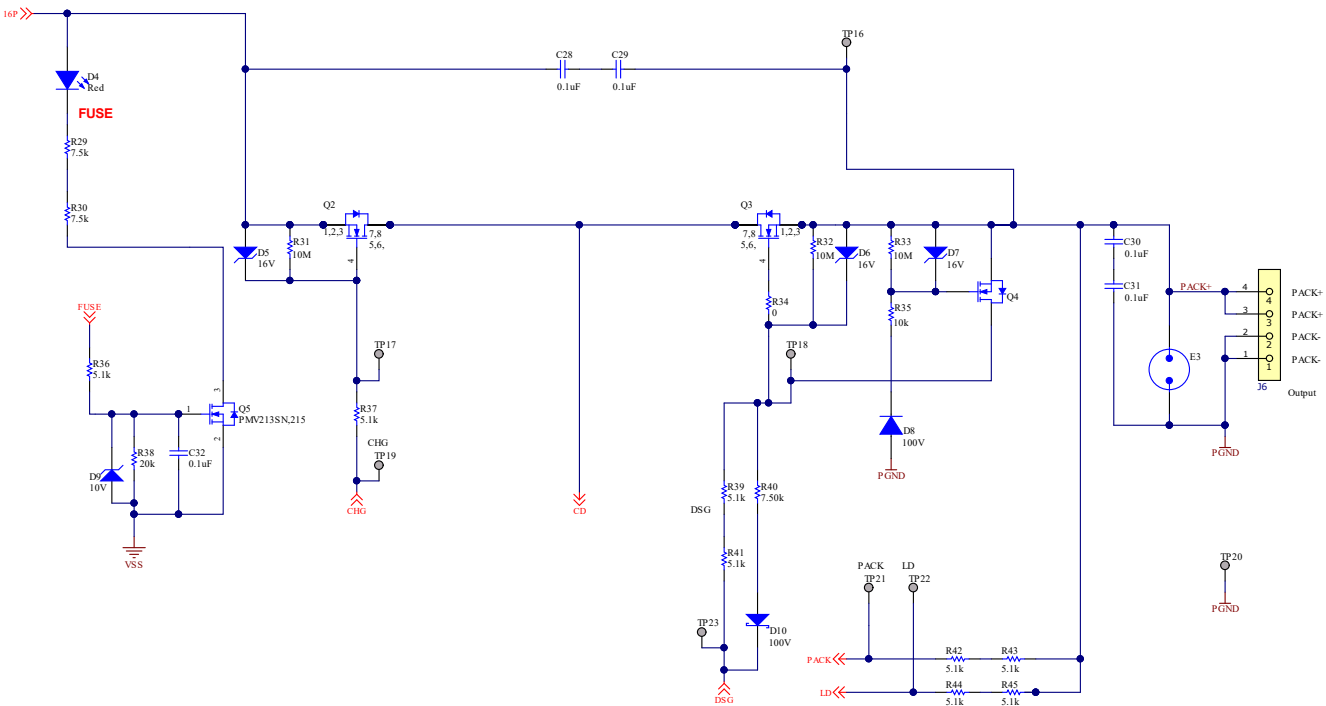 16P
TP16
C28
C29
0.1uF
0.1uF
D4
Red
FUSE
R29
7.5k
R30
7.5k
Q2
Q3
1,2,3
7,8
5,6,
4
7,8
5,6,
1,2,3
4
D5
16V
R31
10M
R32
10M
D6
16V
R33
10M
D7
16V
C30
0.1uF
C31
0.1uF
PACK+
4
4
PACK+
3
3
PACK+
2
2
PACK-
1
1
PACK-
J6
Output
Q4
R34
0
R35
10k
FUSE
R36
5.1k
TP17
TP18
E3
3
1
Q5
PMV213SN,215
2
R37
5.1k
CHG
TP19
CHG
D8
100V
PGND
PGND
D9
10V
R38
20k
C32
0.1uF
VSS
CD
R39
5.1k
R40
7.50k
DSG
R41
5.1k
PACK
TP21
LD
TP22
TP20
PGND
TP23
D10
100V
DSG
PACK
R42
5.1k
R43
5.1k
LD
R44
5.1k
R45
5.1k